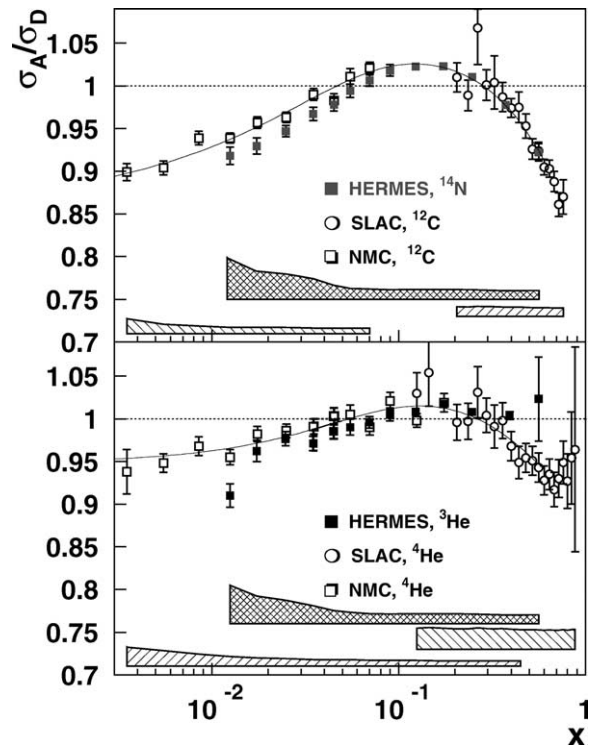 σA/σD
1.05
1
0.95
0.9
0.85
0.8
0.75
0.7
HERMES, ¹⁴N
SLAC, ¹²C
NMC, ¹²C
1.05
1
0.95
0.9
0.85
0.8
0.75
0.7
HERMES, ³He
SLAC, ⁴He
NMC, ⁴He
10⁻² 10⁻¹ 1
x